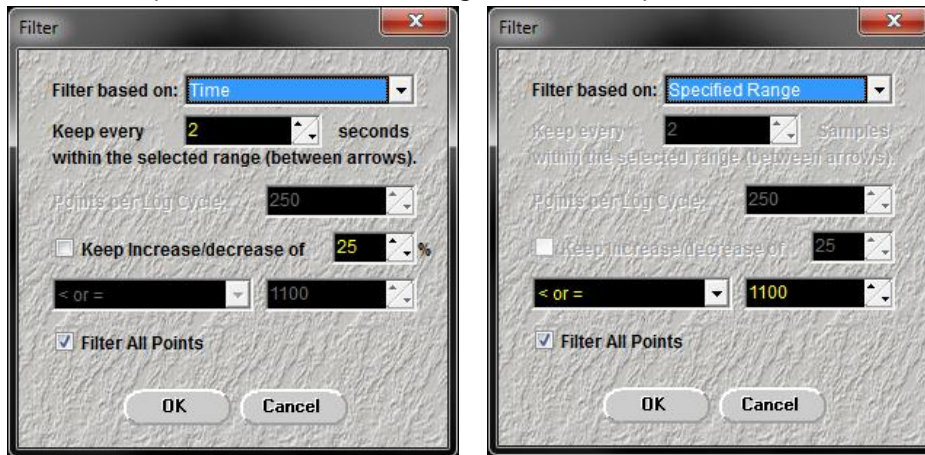 Filter
Filter based on: Time
Keep every 2 seconds
within the selected range (between arrows).
Points per Log Cycle: 250
Keep Increase/decrease of 25 %
< or = 1100
Filter All Points
OK Cancel
Filter
Filter based on: Specified Range
Keep every 2 Samples
within the selected range (between arrows).
Points per Log Cycle: 250
Keep Increase/decrease of 25
< or = 1100
Filter All Points
OK Cancel